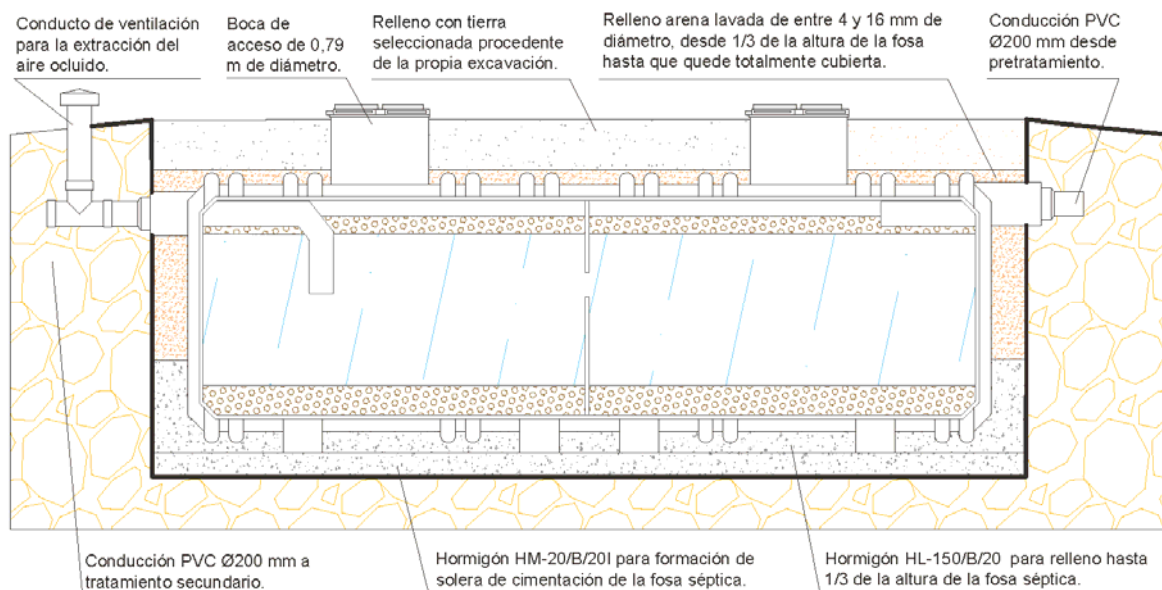 Conducto de ventilación
para la extracción del
aire ocluido.
Boca de
acceso de 0,79
m de diámetro.
Relleno con tierra
seleccionada procedente
de la propia excavación.
Relleno arena lavada de entre 4 y 16 mm de
diámetro, desde 1/3 de la altura de la fosa
hasta que quede totalmente cubierta.
Conducción PVC
Ø200 mm desde
pretratamiento.
Conducción PVC Ø200 mm a
tratamiento secundario.
Hormigón HM-20/B/20I para formación de
solera de cimentación de la fosa séptica.
Hormigón HL-150/B/20 para relleno hasta
1/3 de la altura de la fosa séptica.